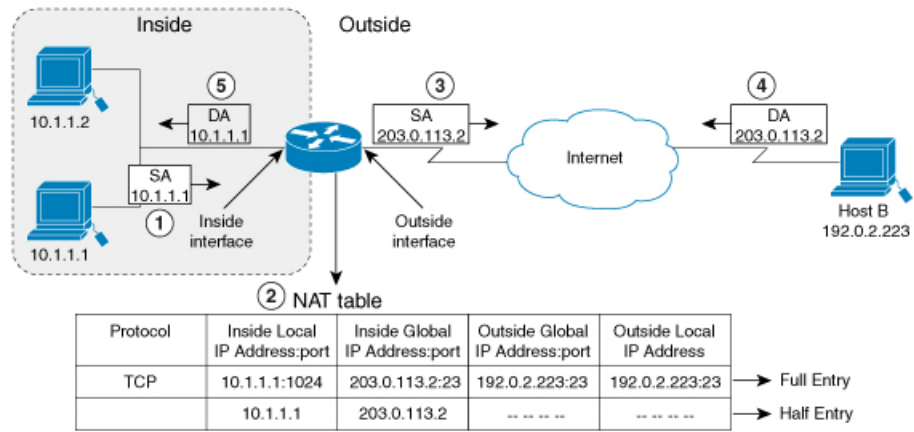 Inside
Outside
10.1.1.2
5
DA
10.1.1.1
3
SA
203.0.113.2
4
DA
203.0.113.2
Internet
SA
10.1.1.1
1
10.1.1.1
Inside
interface
Outside
interface
Host B
192.0.2.223
2 NAT table
Protocol
Inside Local
IP Address:port
Inside Global
IP Address:port
Outside Global
IP Address:port
Outside Local
IP Address
TCP
10.1.1.1:1024
203.0.113.2:23
192.0.2.223:23
192.0.2.223:23
Full Entry
10.1.1.1
203.0.113.2
-- -- -- --
-- -- -- --
Half Entry